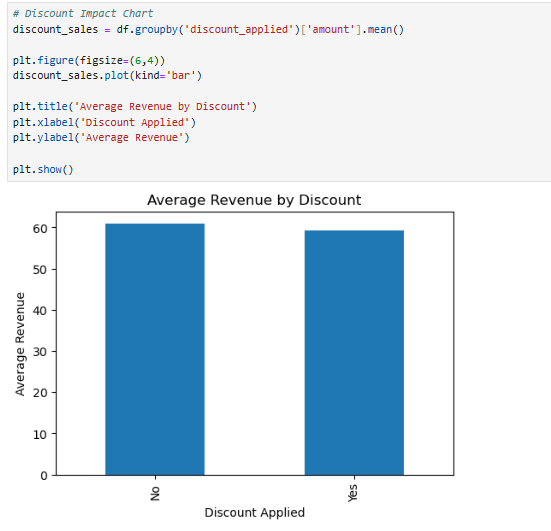 # Discount Impact Chart
discount_sales = df.groupby('discount_applied')['amount'].mean()
plt.figure(figsize=(6,4))
discount_sales.plot(kind='bar')
plt.title('Average Revenue by Discount')
plt.xlabel('Discount Applied')
plt.ylabel('Average Revenue')
plt.show()
Average Revenue by Discount
60
50
40
30
20
10
0
Average Revenue
No
Yes
Discount Applied